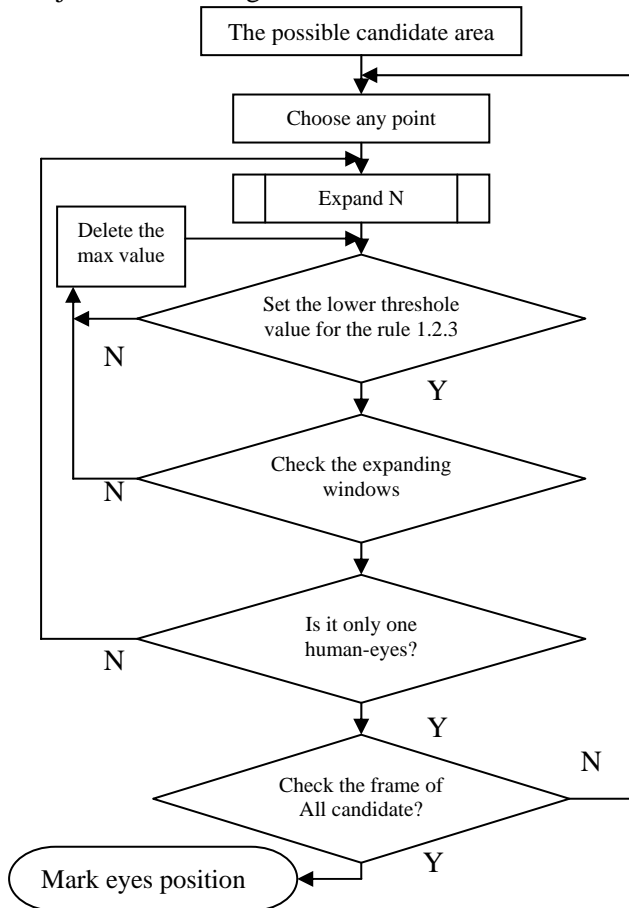 The possible candidate area
Choose any point
Expand N
Delete the
max value
Set the lower threshole
value for the rule 1.2.3
N
Y
Check the expanding
windows
N
Is it only one
human-eyes?
N
Y
Check the frame of
All candidate?
N
Y
Mark eyes position